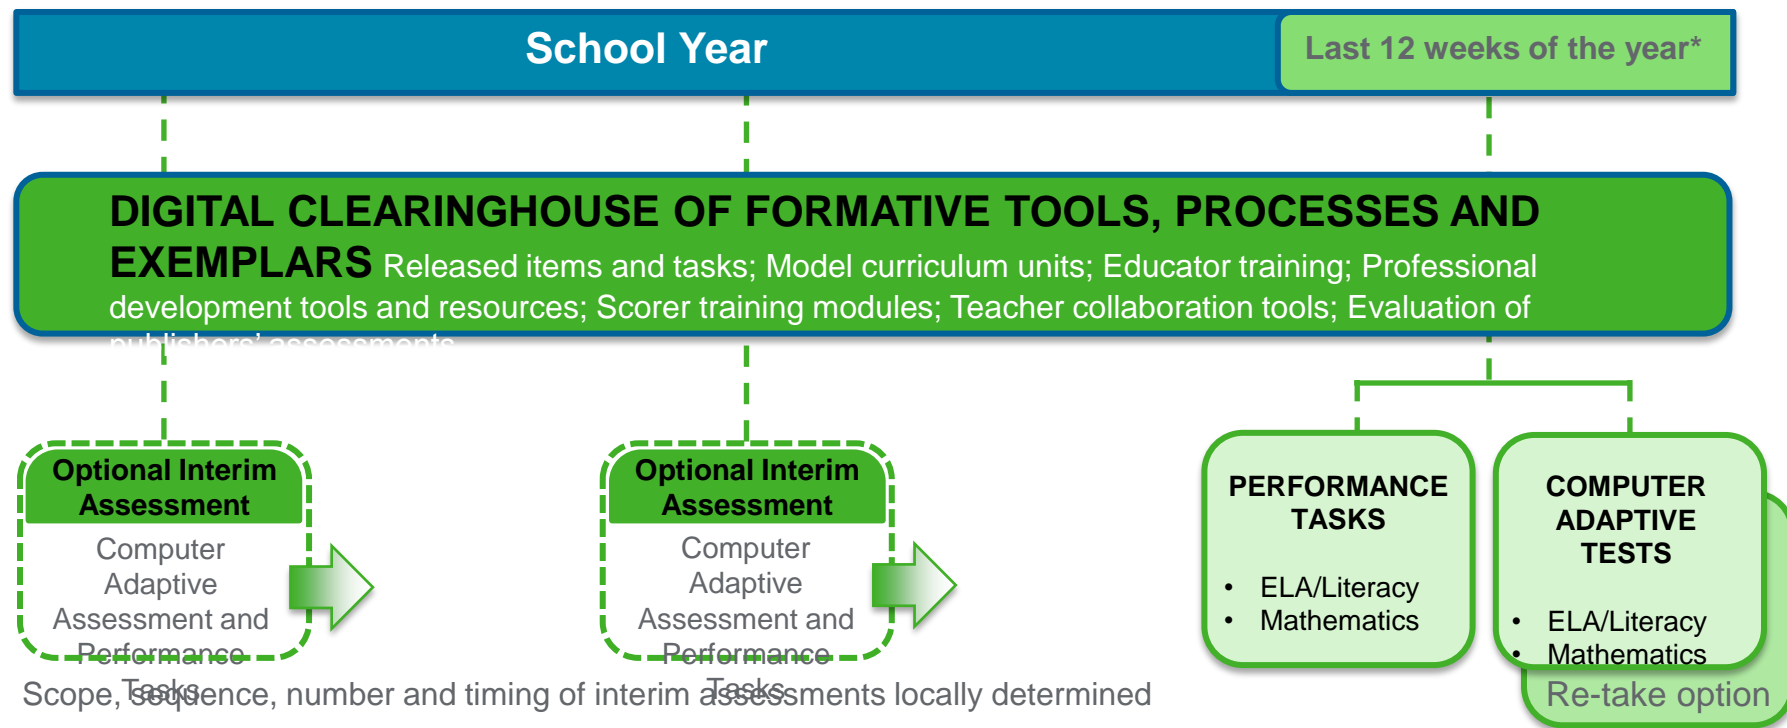 School Year
Last 12 weeks of the year*
DIGITAL CLEARINGHOUSE OF FORMATIVE TOOLS, PROCESSES AND
EXEMPLARS Released items and tasks; Model curriculum units; Educator training; Professional
development tools and resources; Scorer training modules; Teacher collaboration tools; Evaluation of
publishers' assessments
Optional Interim
Assessment
Computer
Adaptive
Assessment and
Performance
Tasks
Optional Interim
Assessment
Computer
Adaptive
Assessment and
Performance
Tasks
PERFORMANCE
TASKS
• ELA/Literacy
• Mathematics
COMPUTER
ADAPTIVE
TESTS
• ELA/Literacy
• Mathematics
Re-take option
Scope, sequence, number and timing of interim assessments locally determined